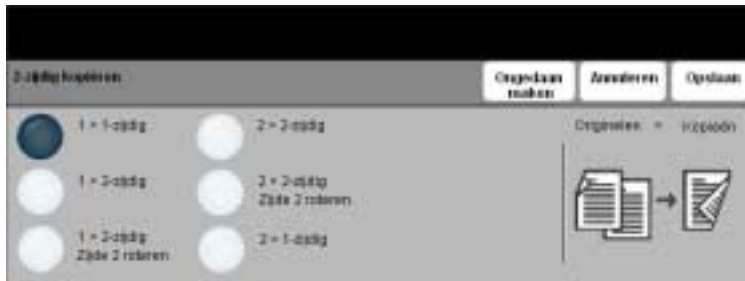 2-zijdig kopiëren
Ongedaan
maken
Annuleren
Opslaan
1 > 1-zijdig
2 > 2-zijdig
Originelen > Kopieën
1 > 2-zijdig
2 > 2-zijdig
Zijde 2 roteren
1 > 2-zijdig
Zijde 2 roteren
2 > 1-zijdig